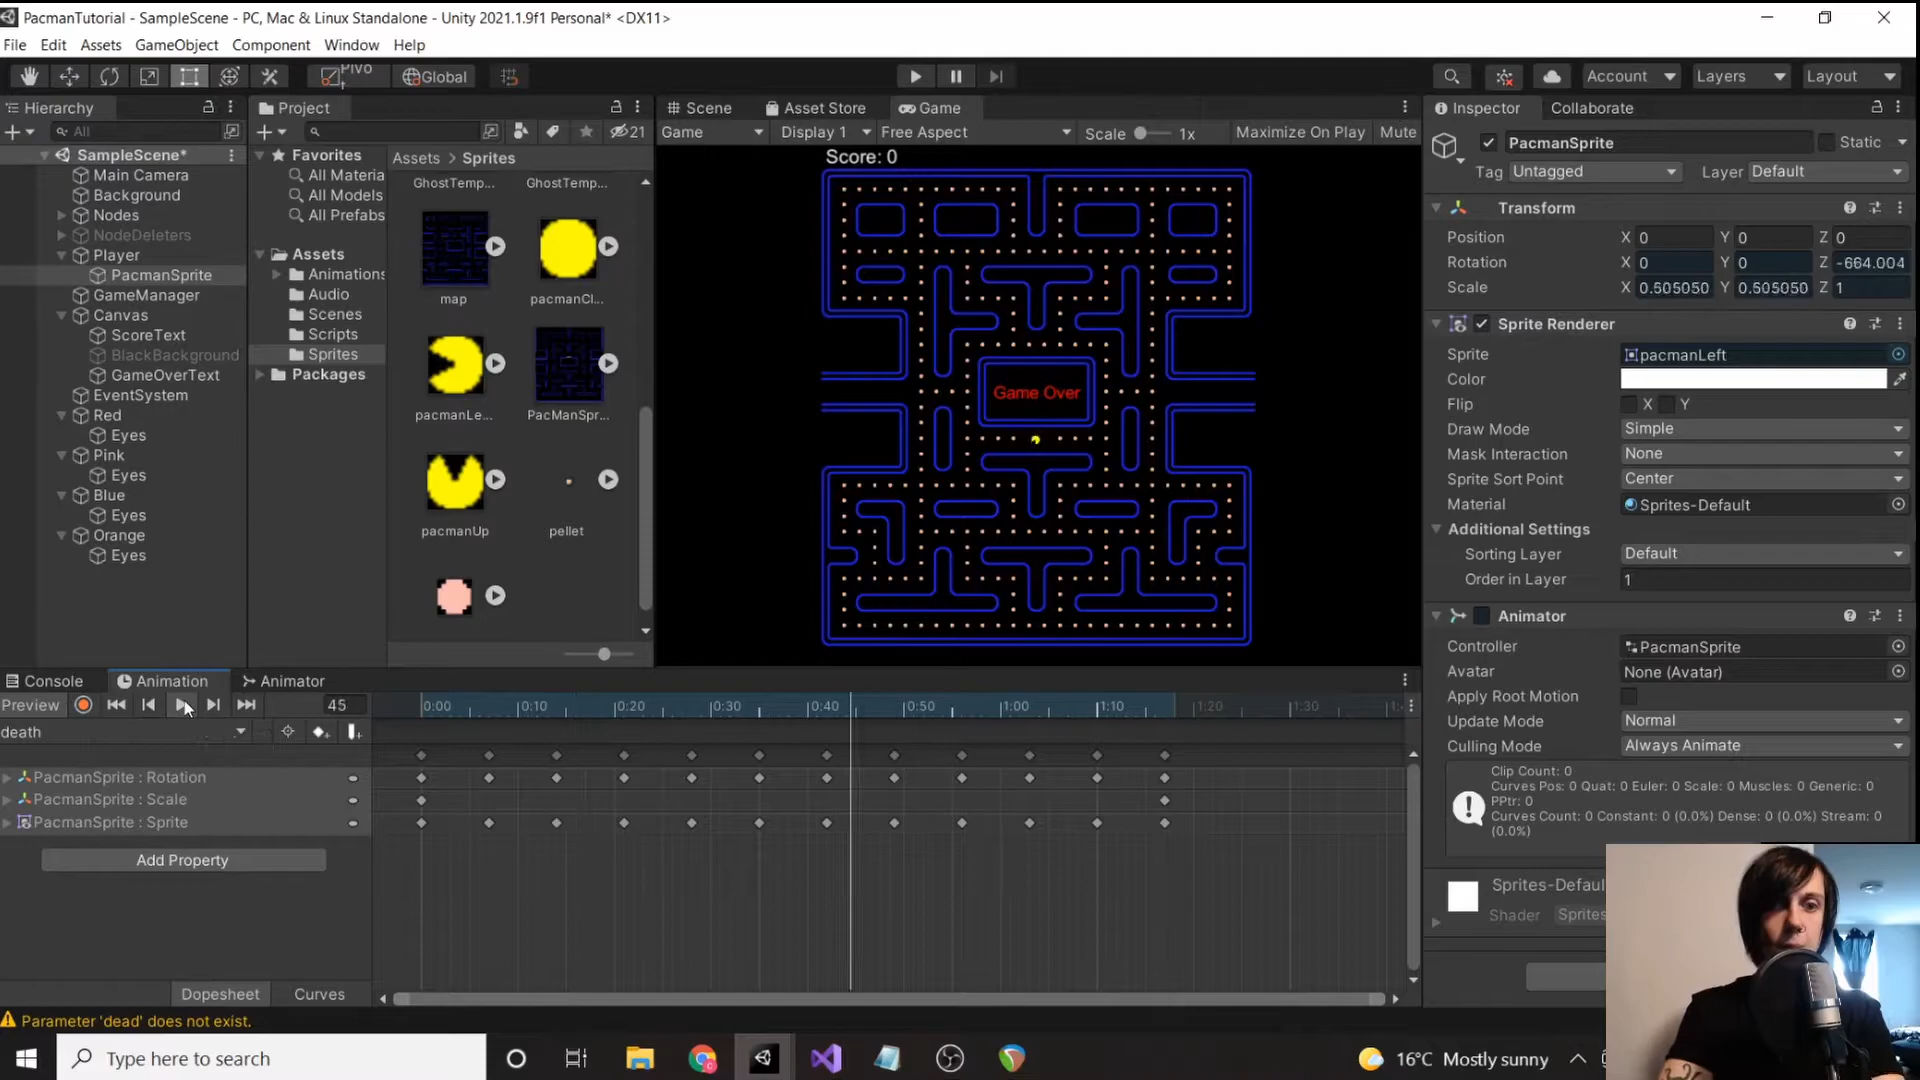 PacmanTutorial - SampleScene - PC, Mac & Linux Standalone - Unity 2021.1.9f1 Personal* <DX11>
File Edit Assets GameObject Component Window Help
Global
Account Layers Layout
Hierarchy
All
SampleScene*
Main Camera
Background
Nodes
NodeDeleters
Player
PacmanSprite
GameManager
Canvas
ScoreText
BlackBackground
GameOverText
EventSystem
Red
Eyes
Pink
Eyes
Blue
Eyes
Orange
Eyes
Project
21
Favorites
All Materia
All Models
All Prefabs
Assets
Animations
Audio
Scenes
Scripts
Sprites
Packages
Assets > Sprites
GhostTemp... GhostTemp...
map pacmanCl...
pacmanLe... PacManSpr...
pacmanUp pellet
Scene Asset Store Game
Game Display 1 Free Aspect Scale 1x Maximize On Play Mute
Score: 0
Game Over
Inspector Collaborate
PacmanSprite Static
Tag Untagged Layer Default
Transform
Position X 0 Y 0 Z 0
Rotation X 0 Y 0 Z -664.004
Scale X 0.505050 Y 0.505050 Z 1
Sprite Renderer
Sprite pacmanLeft
Color
Flip X Y
Draw Mode Simple
Mask Interaction None
Sprite Sort Point Center
Material Sprites-Default
Additional Settings
Sorting Layer Default
Order in Layer 1
Animator
Controller PacmanSprite
Avatar None (Avatar)
Apply Root Motion
Update Mode Normal
Culling Mode Always Animate
Clip Count: 0
Curves Pos: 0 Quat: 0 Euler: 0 Scale: 0 Muscles: 0 Generic: 0
PPtr: 0
Curves Count: 0 Constant: 0 (0.0%) Dense: 0 (0.0%) Stream: 0
(0.0%)
Sprites-Defaul
Shader Sprites
Console Animation Animator
Preview 45 0:00 0:10 0:20 0:30 0:40 0:50 1:00 1:10 1:20 1:30
death
PacmanSprite : Rotation
PacmanSprite : Scale
PacmanSprite : Sprite
Add Property
Dopesheet Curves
Parameter 'dead' does not exist.
Type here to search
16°C Mostly sunny